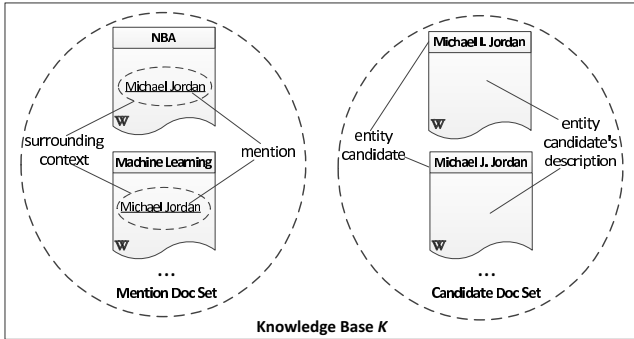 NBA
Michael Jordan
W
surrounding
context
mention
Machine Learning
Michael Jordan
W
...
Mention Doc Set
Michael I. Jordan
W
entity
candidate
entity
candidate's
description
Michael J. Jordan
W
...
Candidate Doc Set
Knowledge Base K